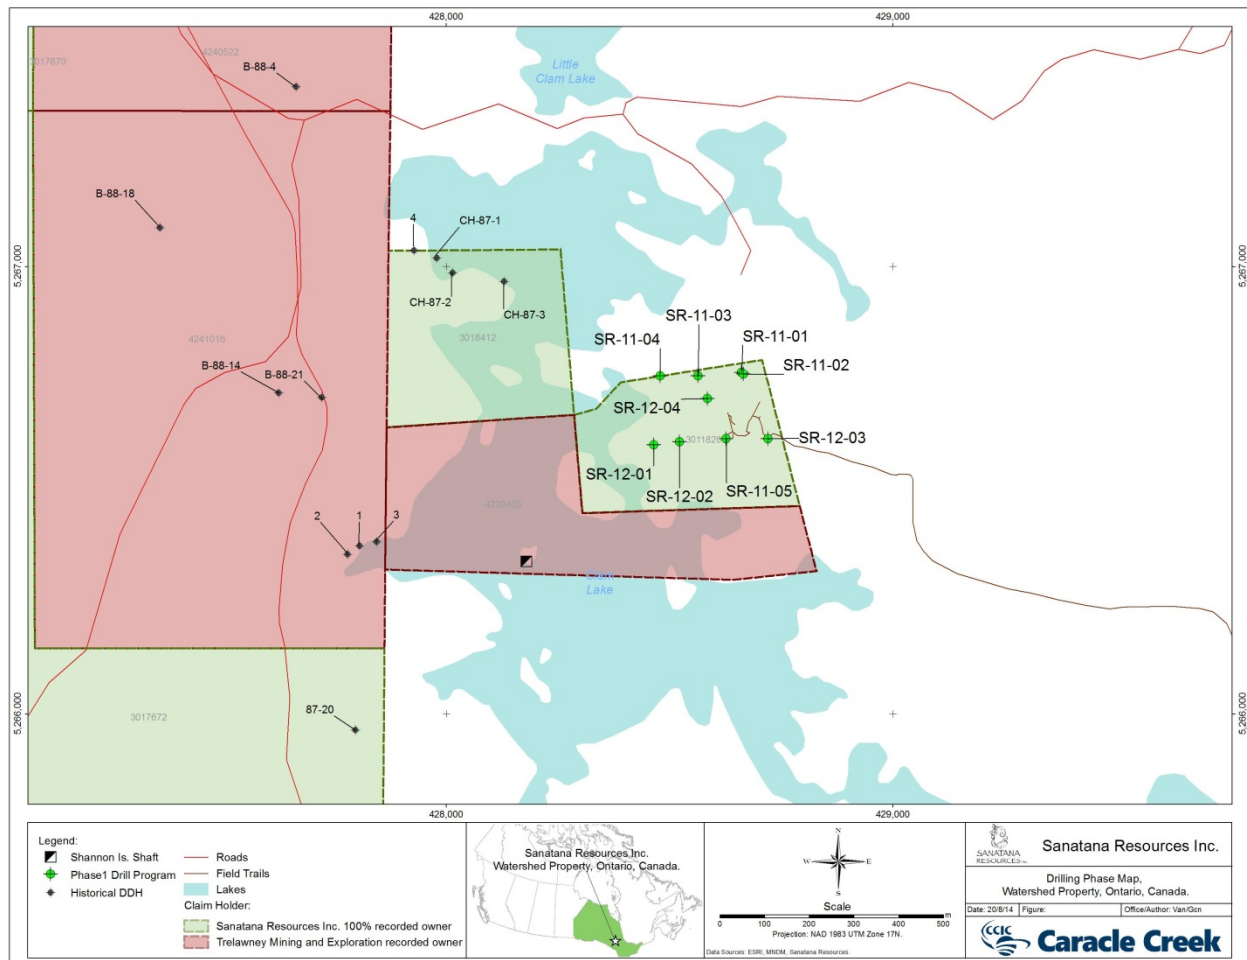 428,000
429,000
3917670
4240522
B-88-4
Little
Clam Lake
B-88-18
4
CH-87-1
5,267,000
5,267,000
CH-87-2
CH-87-3
SR-11-03
SR-11-04
SR-11-01
4241016
3018412
SR-11-02
B-88-14
B-88-21
SR-12-04
3011820
SR-12-03
SR-12-01
SR-12-02
SR-11-05
4220425
2
1
3
Clam
Lake
3017672
87-20
5,266,000
5,266,000
428,000
429,000
Legend:
Shannon Is. Shaft
Phase1 Drill Program
Historical DDH
Roads
Field Trails
Lakes
Claim Holder:
Sanatana Resources Inc. 100% recorded owner
Trelawney Mining and Exploration recorded owner
Sanatana Resources Inc.
Watershed Property, Ontario, Canada.
N
W
E
S
Scale
0 100 200 300 400 500
m
Projection: NAD 1983 UTM Zone 17N.
Data Sources: ESRI, MNDM, Sanatana Resources.
SANATANA
RESOURCES INC.
Sanatana Resources Inc.
Drilling Phase Map,
Watershed Property, Ontario, Canada.
Date: 20/8/14 Figure: Office/Author: Van/Gcn
CCIC
Caracle Creek